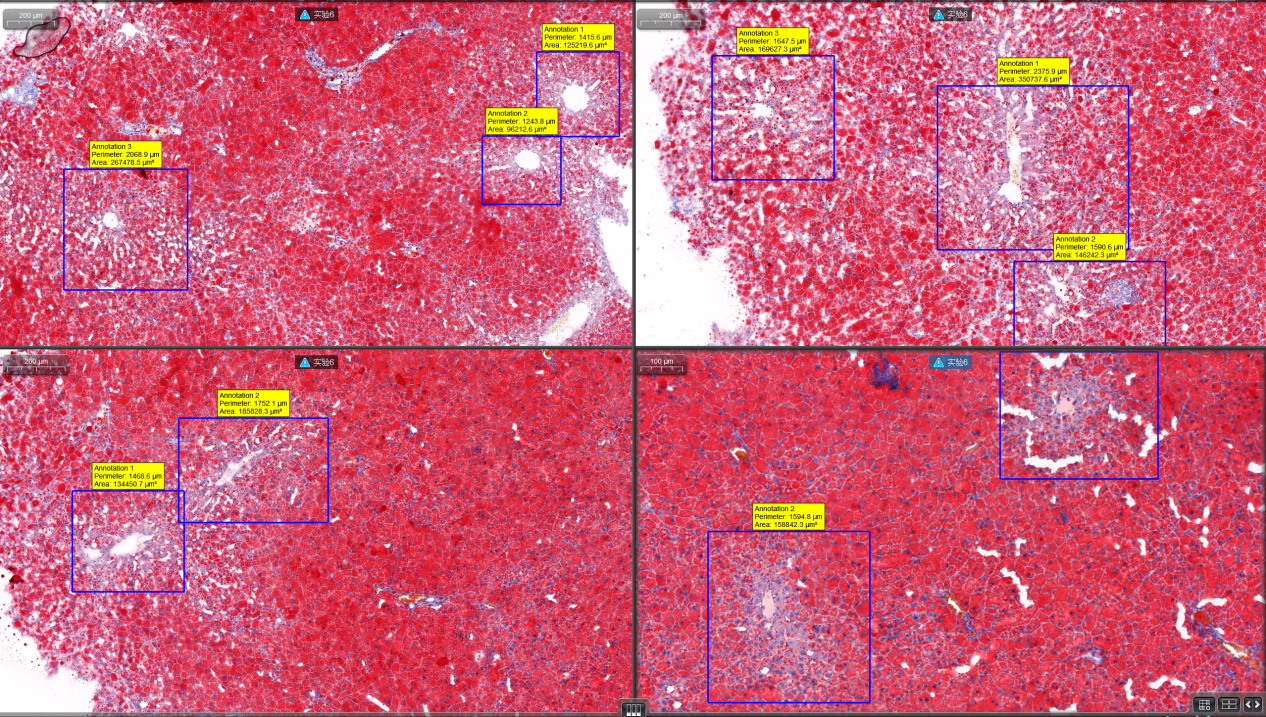 200 μm
实验6
Annotation 1
Perimeter: 1415.6 μm
Area: 125219.6 μm²
Annotation 2
Perimeter: 1243.8 μm
Area: 96212.6 μm²
Annotation 3
Perimeter: 2068.9 μm
Area: 267478.5 μm²
200 μm
实验6
Annotation 3
Perimeter: 1647.5 μm
Area: 169627.3 μm²
Annotation 1
Perimeter: 2375.9 μm
Area: 350737.6 μm²
Annotation 2
Perimeter: 1590.6 μm
Area: 146242.3 μm²
200 μm
实验6
Annotation 2
Perimeter: 1752.1 μm
Area: 185828.3 μm²
Annotation 1
Perimeter: 1468.6 μm
Area: 134450.7 μm²
100 μm
实验6
Annotation 2
Perimeter: 1594.8 μm
Area: 158842.3 μm²